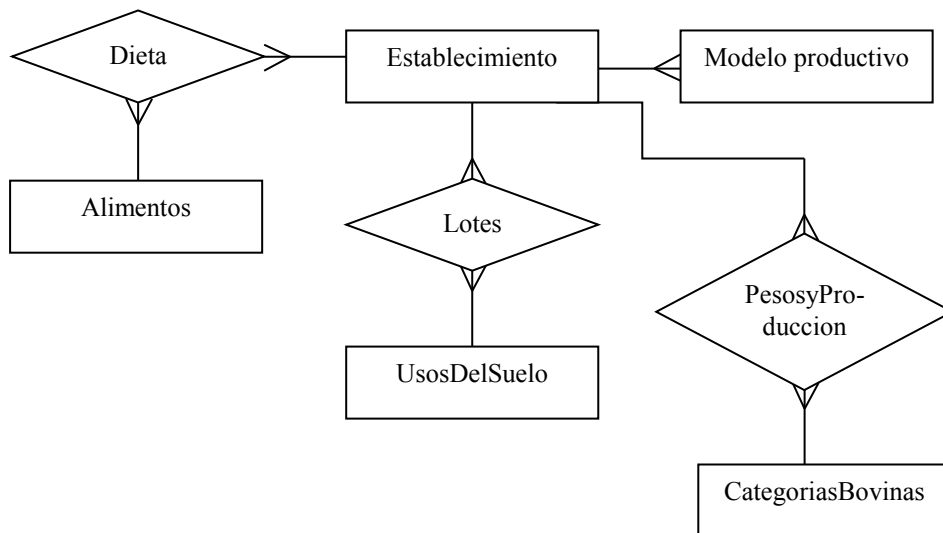 Dieta
Establecimiento
Modelo productivo
Alimentos
Lotes
PesosyPro-
duccion
UsosDelSuelo
CategoriasBovinas